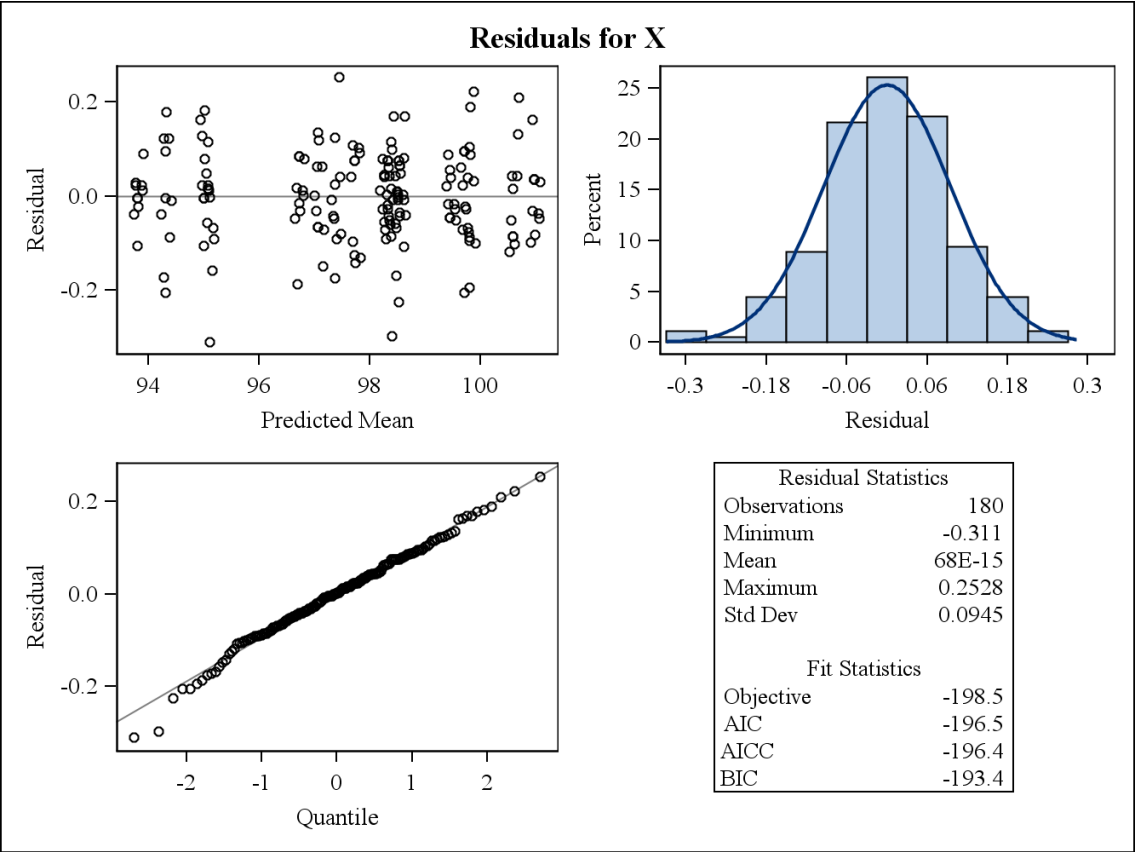 Residuals for X
Residual
0.2
0.0
-0.2
94 96 98 100
Predicted Mean
Percent
25
20
15
10
5
0
-0.3 -0.18 -0.06 0.06 0.18 0.3
Residual
Residual
0.2
0.0
-0.2
-2 -1 0 1 2
Quantile
Residual Statistics
Observations 180
Minimum -0.311
Mean 68E-15
Maximum 0.2528
Std Dev 0.0945
Fit Statistics
Objective -198.5
AIC -196.5
AICC -196.4
BIC -193.4